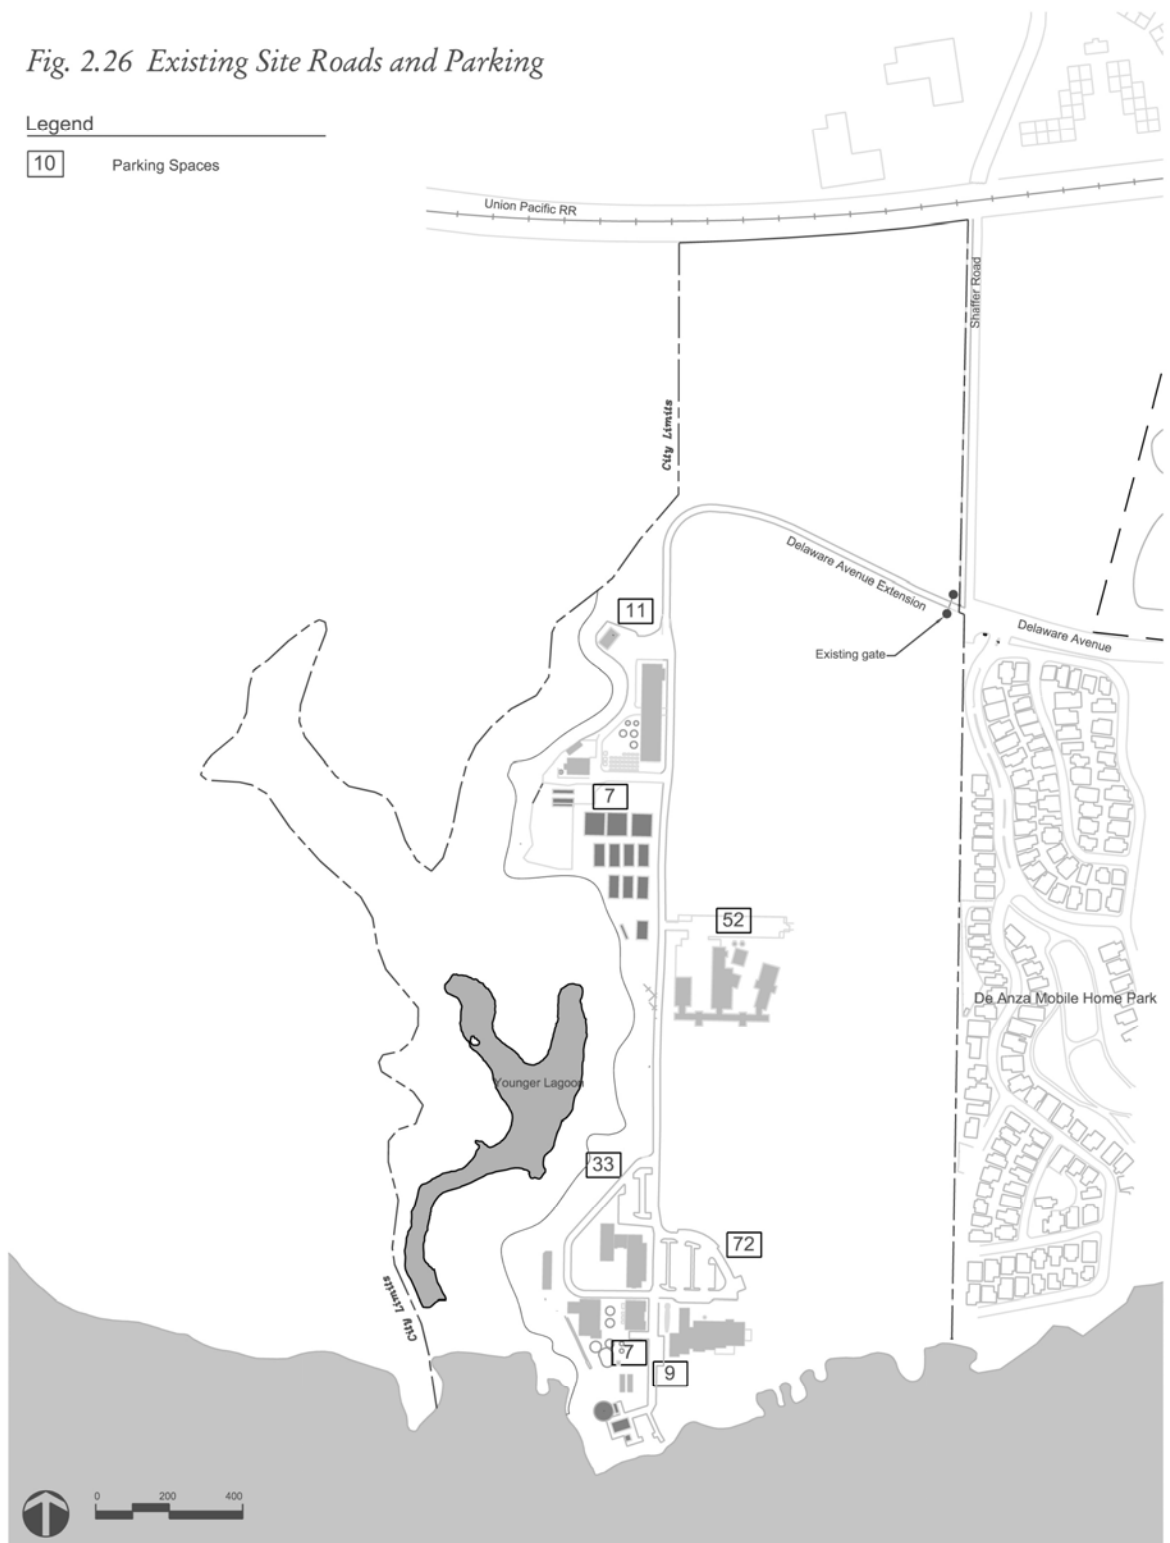 Fig. 2.26 Existing Site Roads and Parking
Legend
10 Parking Spaces
Union Pacific RR
Shaffer Road
City Limits
Delaware Avenue Extension
11
Delaware Avenue
Existing gate
7
52
De Anza Mobile Home Park
Younger Lagoon
33
72
City Limits
7
9
0 200 400